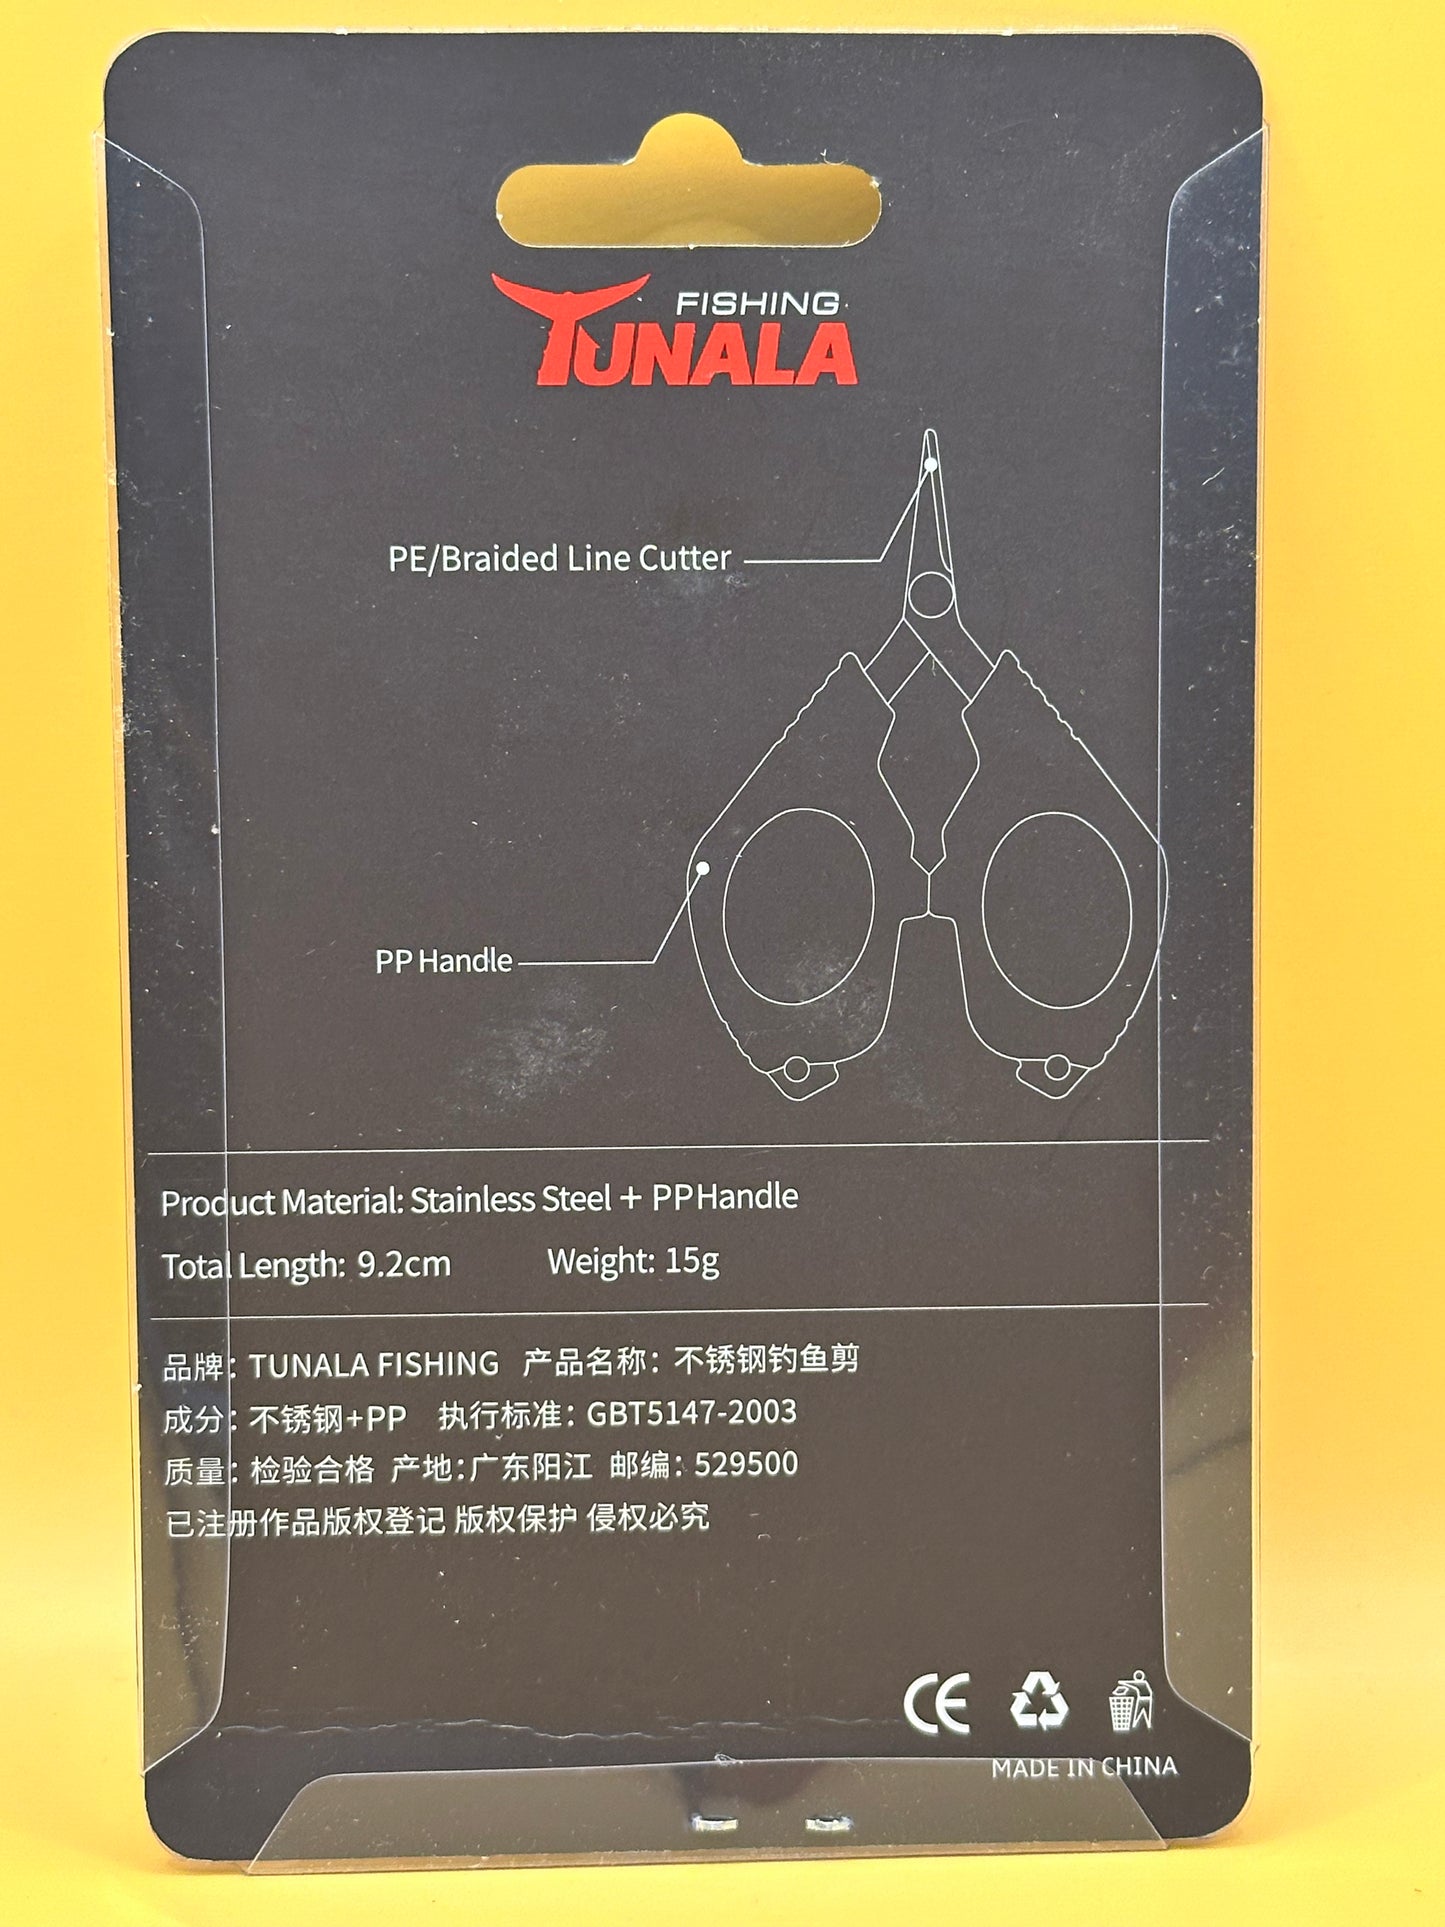 FISHING
TUNALA
PE/Braided Line Cutter
PP Handle
Product Material: Stainless Steel + PP Handle
Total Length: 9.2cm Weight: 15g
品牌: TUNALA FISHING 产品名称: 不锈钢钓鱼剪
成分: 不锈钢+PP 执行标准: GBT5147-2003
质量: 检验合格 产地: 广东阳江 邮编: 529500
已注册作品版权登记 版权保护 侵权必究
CE
MADE IN CHINA